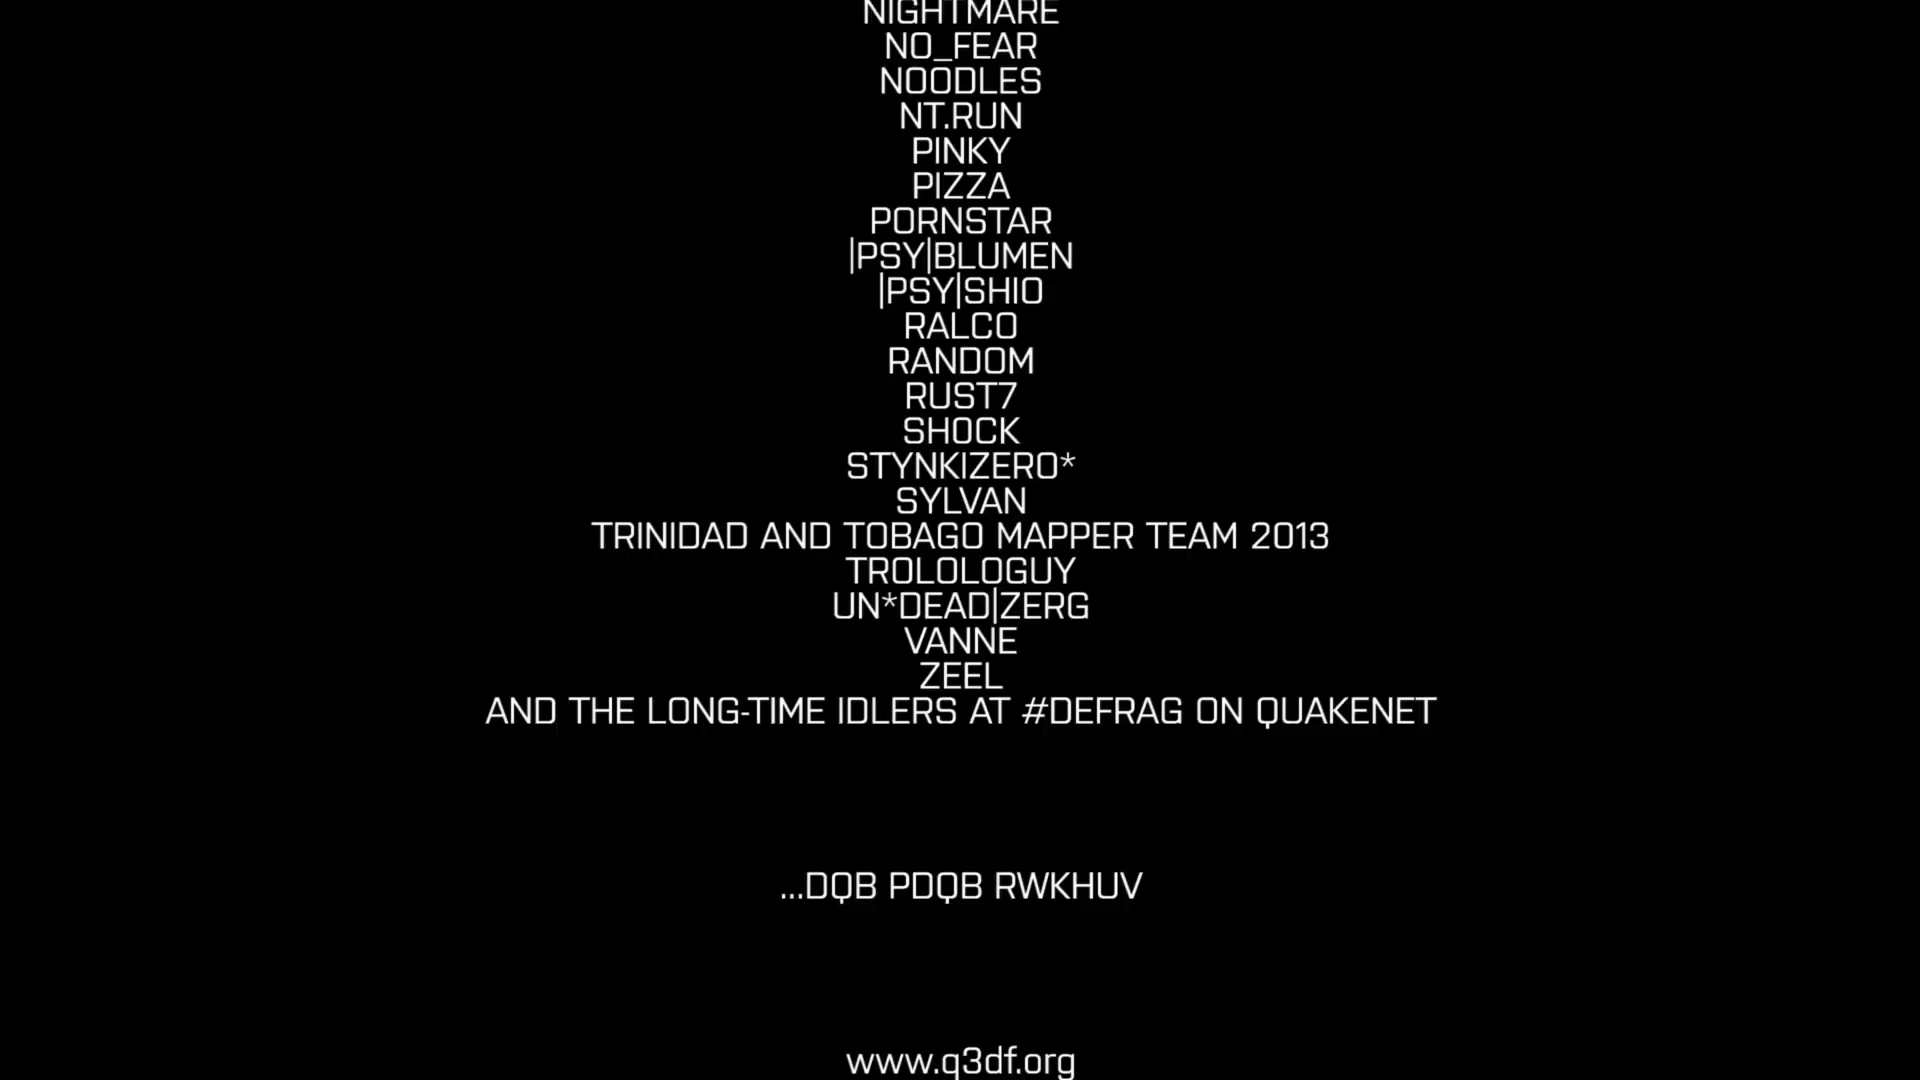 NIGHTMARE
NO_FEAR
NOODLES
NT.RUN
PINKY
PIZZA
PORNSTAR
|PSY|BLUMEN
|PSY|SHIO
RALCO
RANDOM
RUST7
SHOCK
STYNKIZERO*
SYLVAN
TRINIDAD AND TOBAGO MAPPER TEAM 2013
TROLOLOGUY
UN*DEAD|ZERG
VANNE
ZEEL
AND THE LONG-TIME IDLERS AT #DEFRAG ON QUAKENET
...DQB PDQB RWKHUV
www.q3df.org